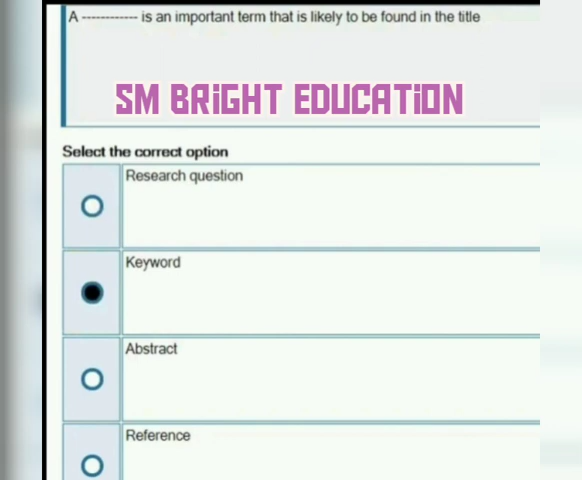 A ------------ is an important term that is likely to be found in the title
SM BRIGHT EDUCATION
Select the correct option
Research question
Keyword
Abstract
Reference